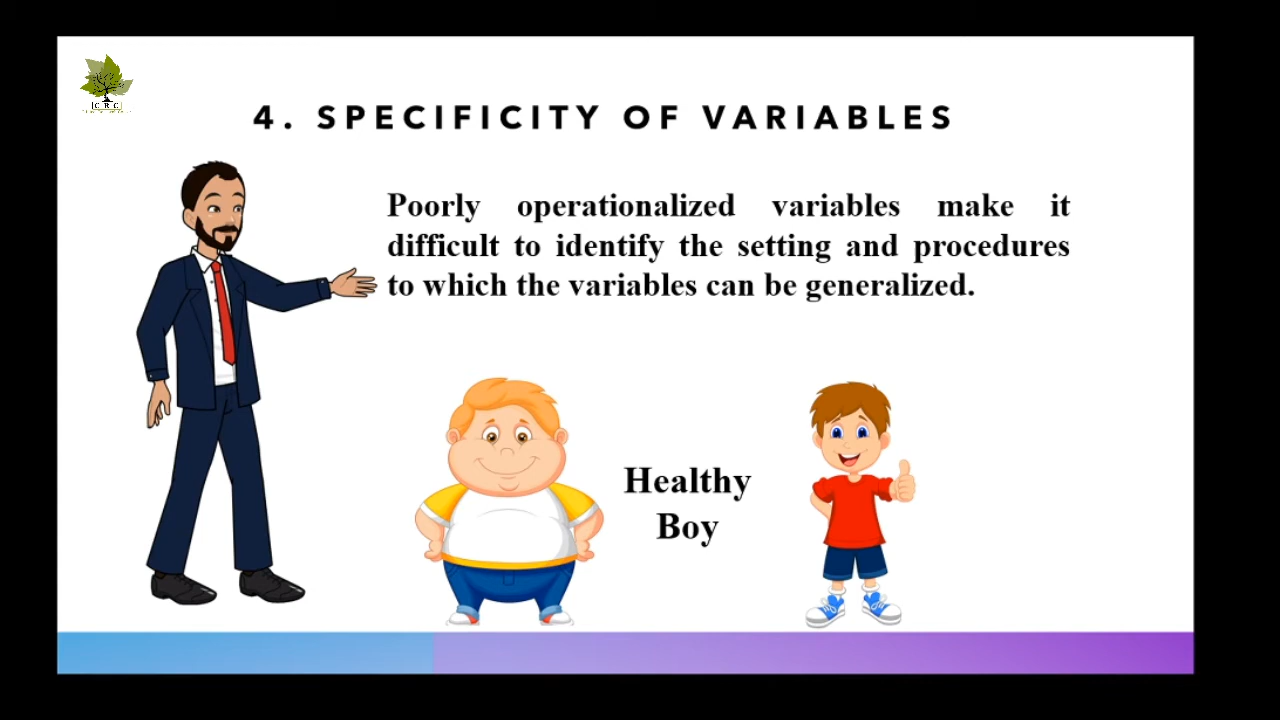 CRC
4. SPECIFICITY OF VARIABLES
Poorly operationalized variables make it
difficult to identify the setting and procedures
to which the variables can be generalized.
Healthy
Boy